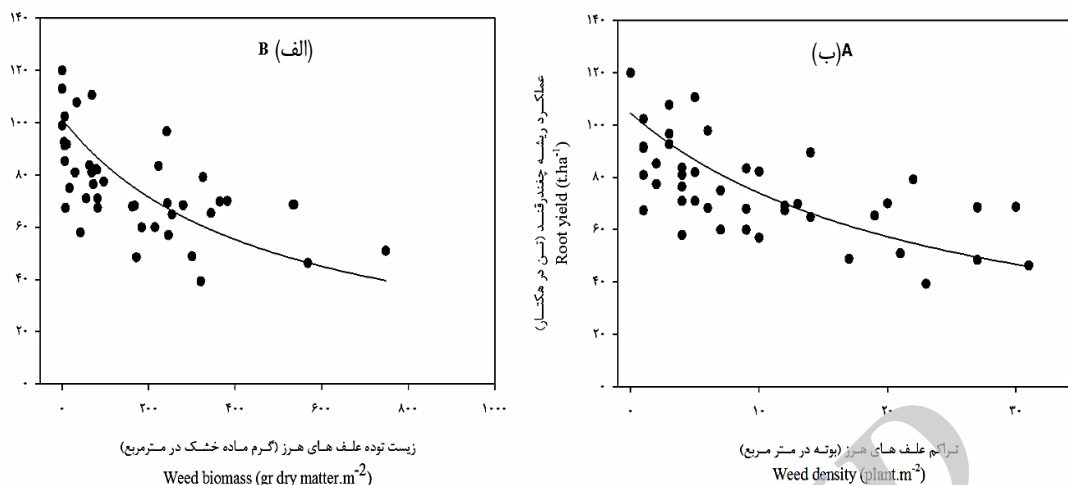 B (الف)
۱۴۰
۱۲۰
۱۰۰
۸۰
۶۰
۴۰
۲۰
۰
۰ ۲۰۰ ۴۰۰ ۶۰۰ ۸۰۰ ۱۰۰۰
زیست توده علف های هرز (گرم ماده خشک در مترمربع)
Weed biomass (gr dry matter.m-2)
A(ب)
عملکرد ریشه چغندرقند (تن در هکتار)
Root yield (t.ha-1)
۱۴۰
۱۲۰
۱۰۰
۸۰
۶۰
۴۰
۲۰
۰
۰ ۱۰ ۲۰ ۳۰
تراکم علف های هرز (بوته در متر مربع)
Weed density (plant.m-2)